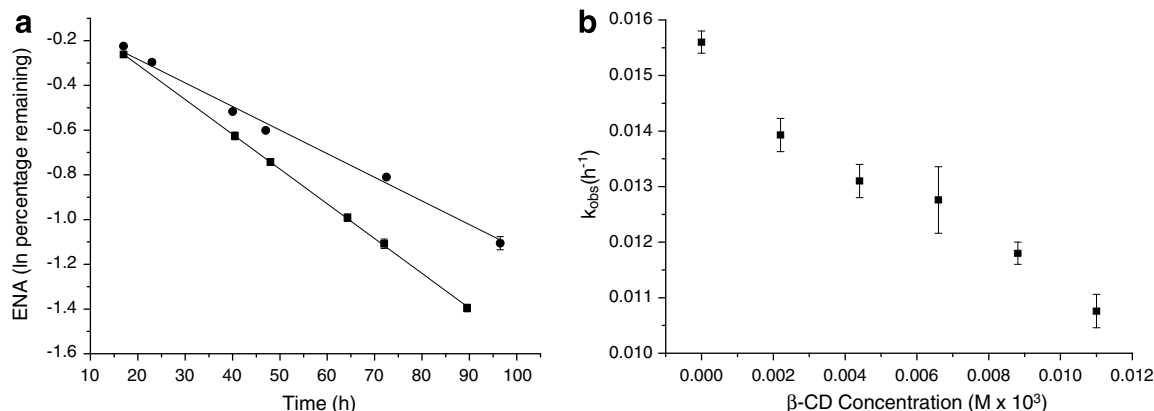 a
-0.2
-0.4
-0.6
-0.8
-1.0
-1.2
-1.4
-1.6
ENA (ln percentage remaining)
10 20 30 40 50 60 70 80 90 100
Time (h)
b
0.016
0.015
0.014
0.013
0.012
0.011
0.010
k_obs(h⁻¹)
0.000 0.002 0.004 0.006 0.008 0.010 0.012
β-CD Concentration (M x 10³)